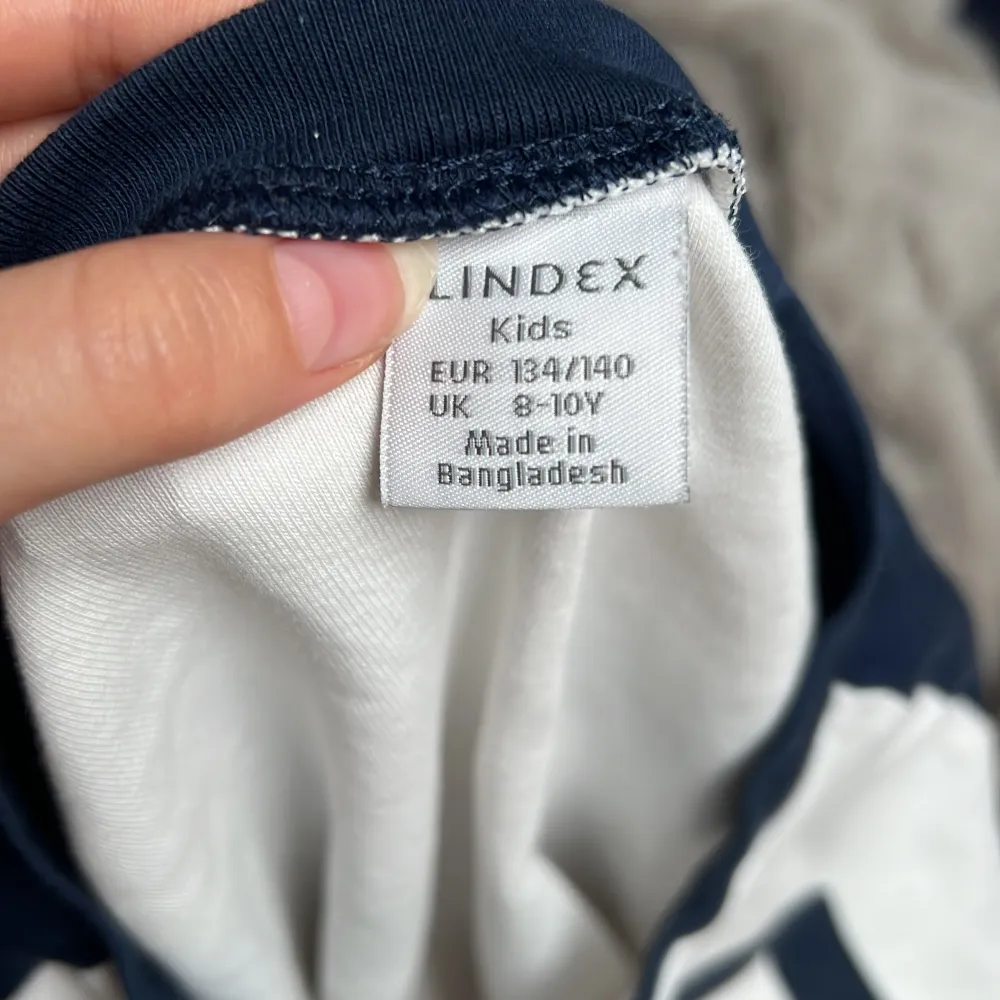 LINDEX
Kids
EUR 134/140
UK 8-10Y
Made in
Bangladesh